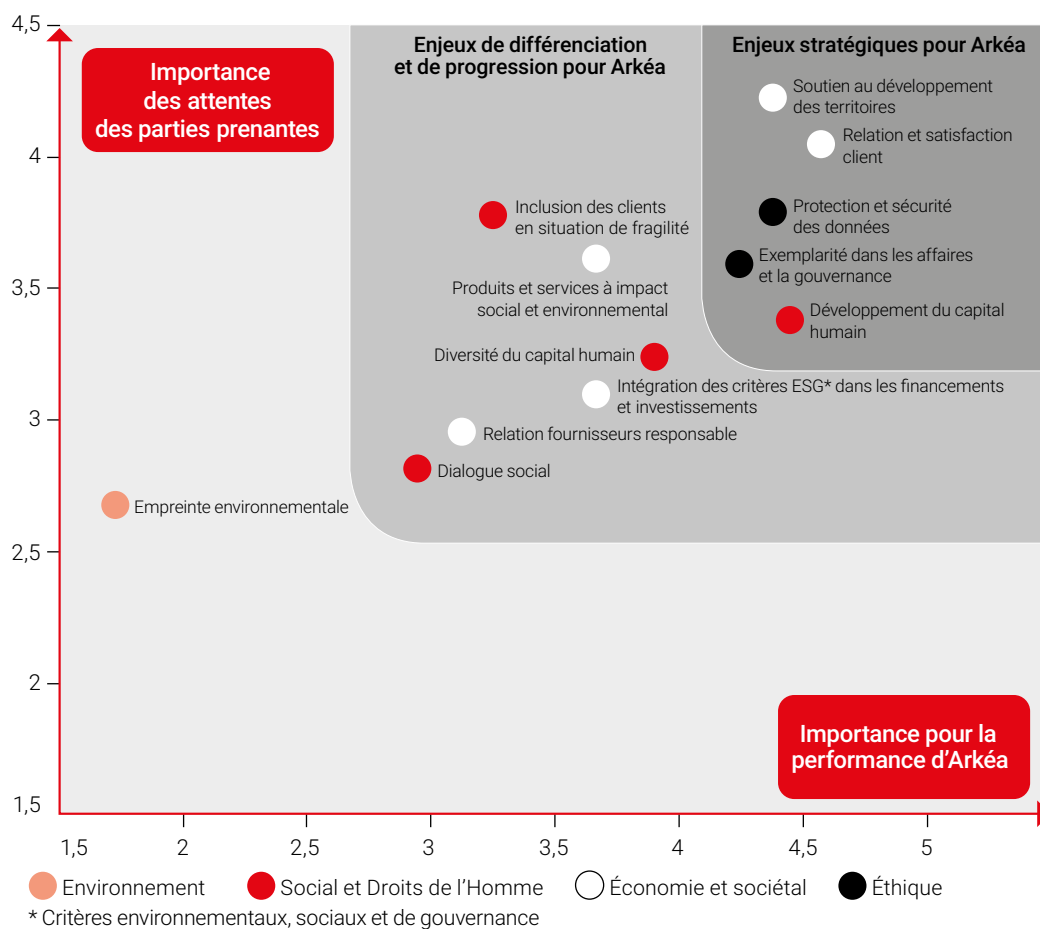 4,5
4
3,5
3
2,5
2
1,5
Importance
des attentes
des parties prenantes
Enjeux de différenciation
et de progression pour Arkéa
Enjeux stratégiques pour Arkéa
Soutien au développement
des territoires
Relation et satisfaction
client
Protection et sécurité
des données
Exemplarité dans les affaires
et la gouvernance
Développement du capital
humain
Inclusion des clients
en situation de fragilité
Produits et services à impact
social et environnemental
Diversité du capital humain
Intégration des critères ESG* dans les financements
et investissements
Relation fournisseurs responsable
Dialogue social
Empreinte environnementale
Importance pour la
performance d'Arkéa
1,5 2 2,5 3 3,5 4 4,5 5
Environnement Social et Droits de l'Homme Économie et sociétal Éthique
* Critères environnementaux, sociaux et de gouvernance